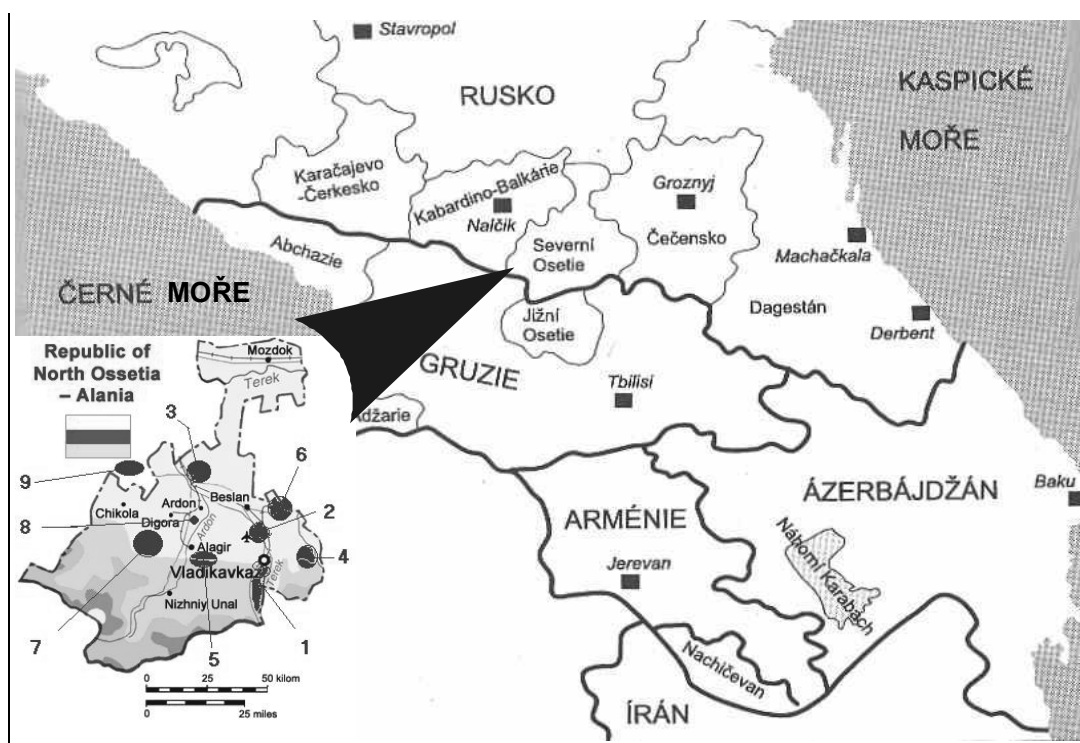 Stavropol
RUSKO
KASPICKÉ
MOŘE
Karačajevo
-Čerkesko
Kabardino-Balkárie
Nalčik
Groznyj
Čečensko
Severní
Osetie
Abchazie
Machačkala
Dagestán
Derbent
ČERNÉ MOŘE
Jižní
Osetie
GRUZIE
Tbilisi
Adžarie
Baku
ÁZERBÁJDŽÁN
ARMÉNIE
Jerevan
Náhorní Karabach
Nachičevan
ÍRÁN
Republic of
North Ossetia
– Alania
Mozdok
Terek
3
9
6
Chikola
Ardon
Beslan
Digora
2
8
Ardon
Alagir
4
Vladikavkaz
Terek
Nizhniy Unal
7
5
1
0 25 50 kilom
0 25 miles